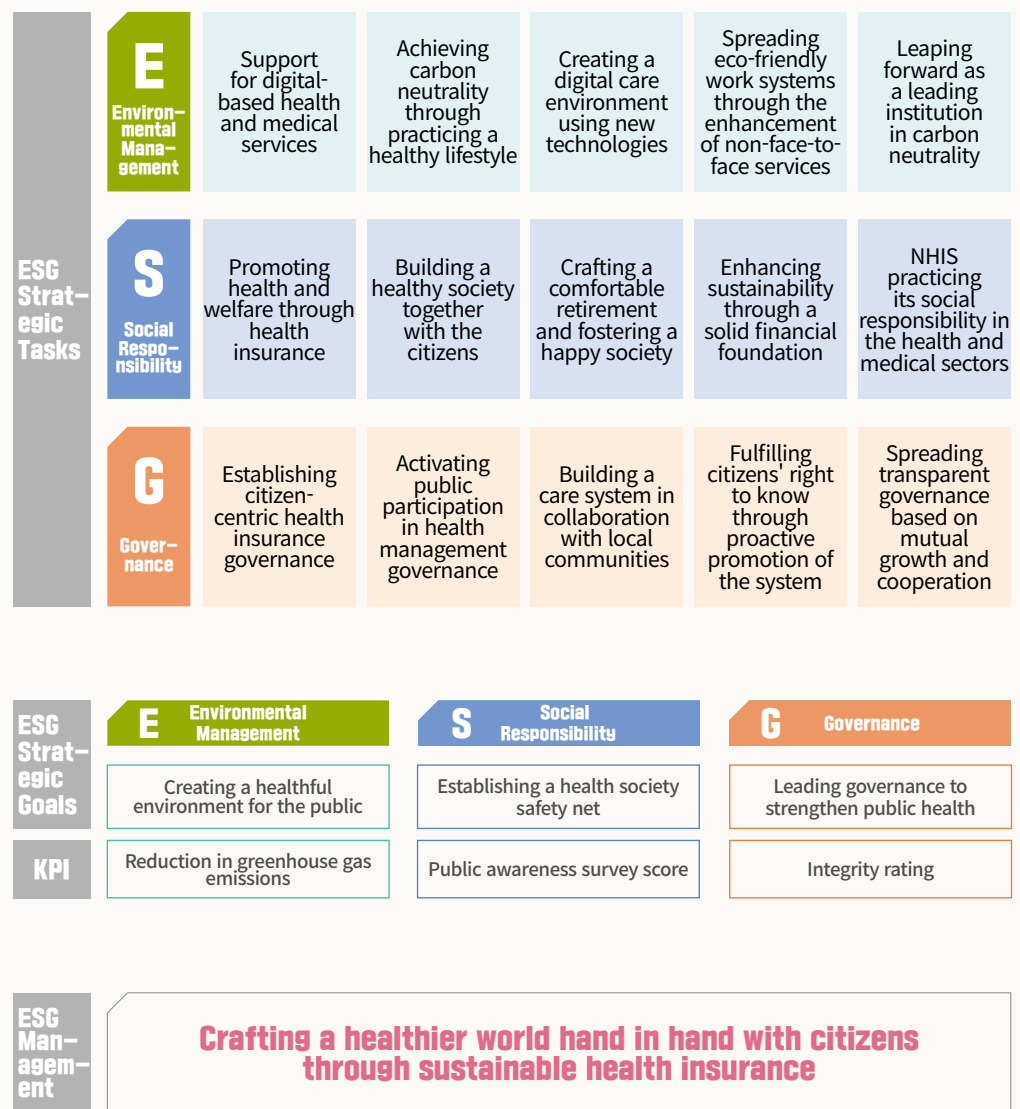 ESG
Strat-
egic
Tasks
E
Environ-
mental
Mana-
gement
Support
for digital-
based health
and medical
services
Achieving
carbon
neutrality
through
practicing a
healthy lifestyle
Creating a
digital care
environment
using new
technologies
Spreading
eco-friendly
work systems
through the
enhancement
of non-face-to-
face services
Leaping
forward as
a leading
institution
in carbon
neutrality
S
Social
Respo-
nsibility
Promoting
health and
welfare through
health
insurance
Building a
healthy society
together
with the
citizens
Crafting a
comfortable
retirement
and fostering a
happy society
Enhancing
sustainability
through a
solid financial
foundation
NHIS
practicing
its social
responsibility in
the health and
medical sectors
G
Gover-
nance
Establishing
citizen-
centric health
insurance
governance
Activating
public
participation
in health
management
governance
Building a
care system in
collaboration
with local
communities
Fulfilling
citizens' right
to know
through
proactive
promotion of
the system
Spreading
transparent
governance
based on
mutual
growth and
cooperation
ESG
Strat-
egic
Goals
E
Environmental
Management
S
Social
Responsibility
G
Governance
Creating a healthful
environment for the public
Establishing a health society
safety net
Leading governance to
strengthen public health
KPI
Reduction in greenhouse gas
emissions
Public awareness survey score
Integrity rating
ESG
Man-
agem-
ent
Crafting a healthier world hand in hand with citizens
through sustainable health insurance